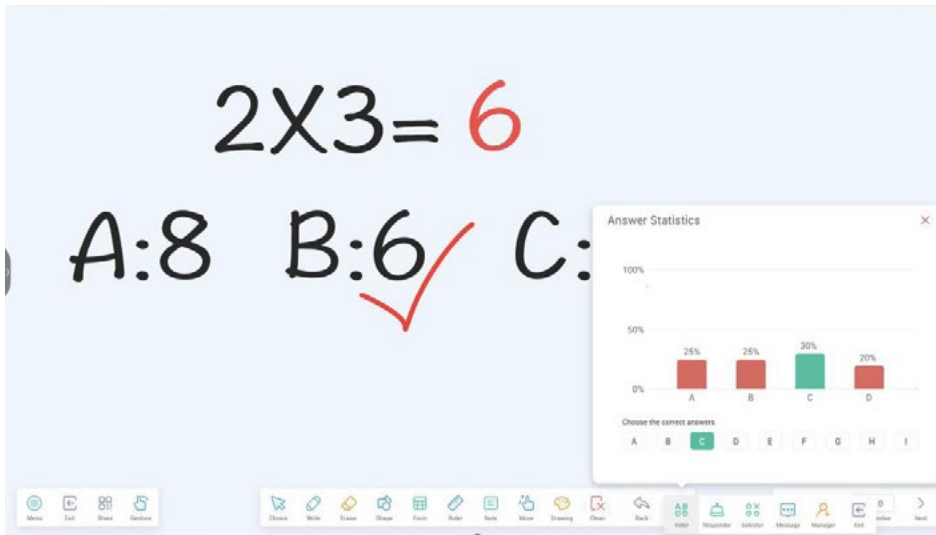 2X3= 6
A:8 B:6 C:
Answer Statistics
100%
50%
0%
25% 25% 30% 20%
A B C D
Choose the correct answers
A B C D E F G H I
Menu Exit Share Gesture Choice Write Eraser Shape Form Ruler Note More Drawing Clean Back Voter Responder Selector Message Manager Exit Next
0